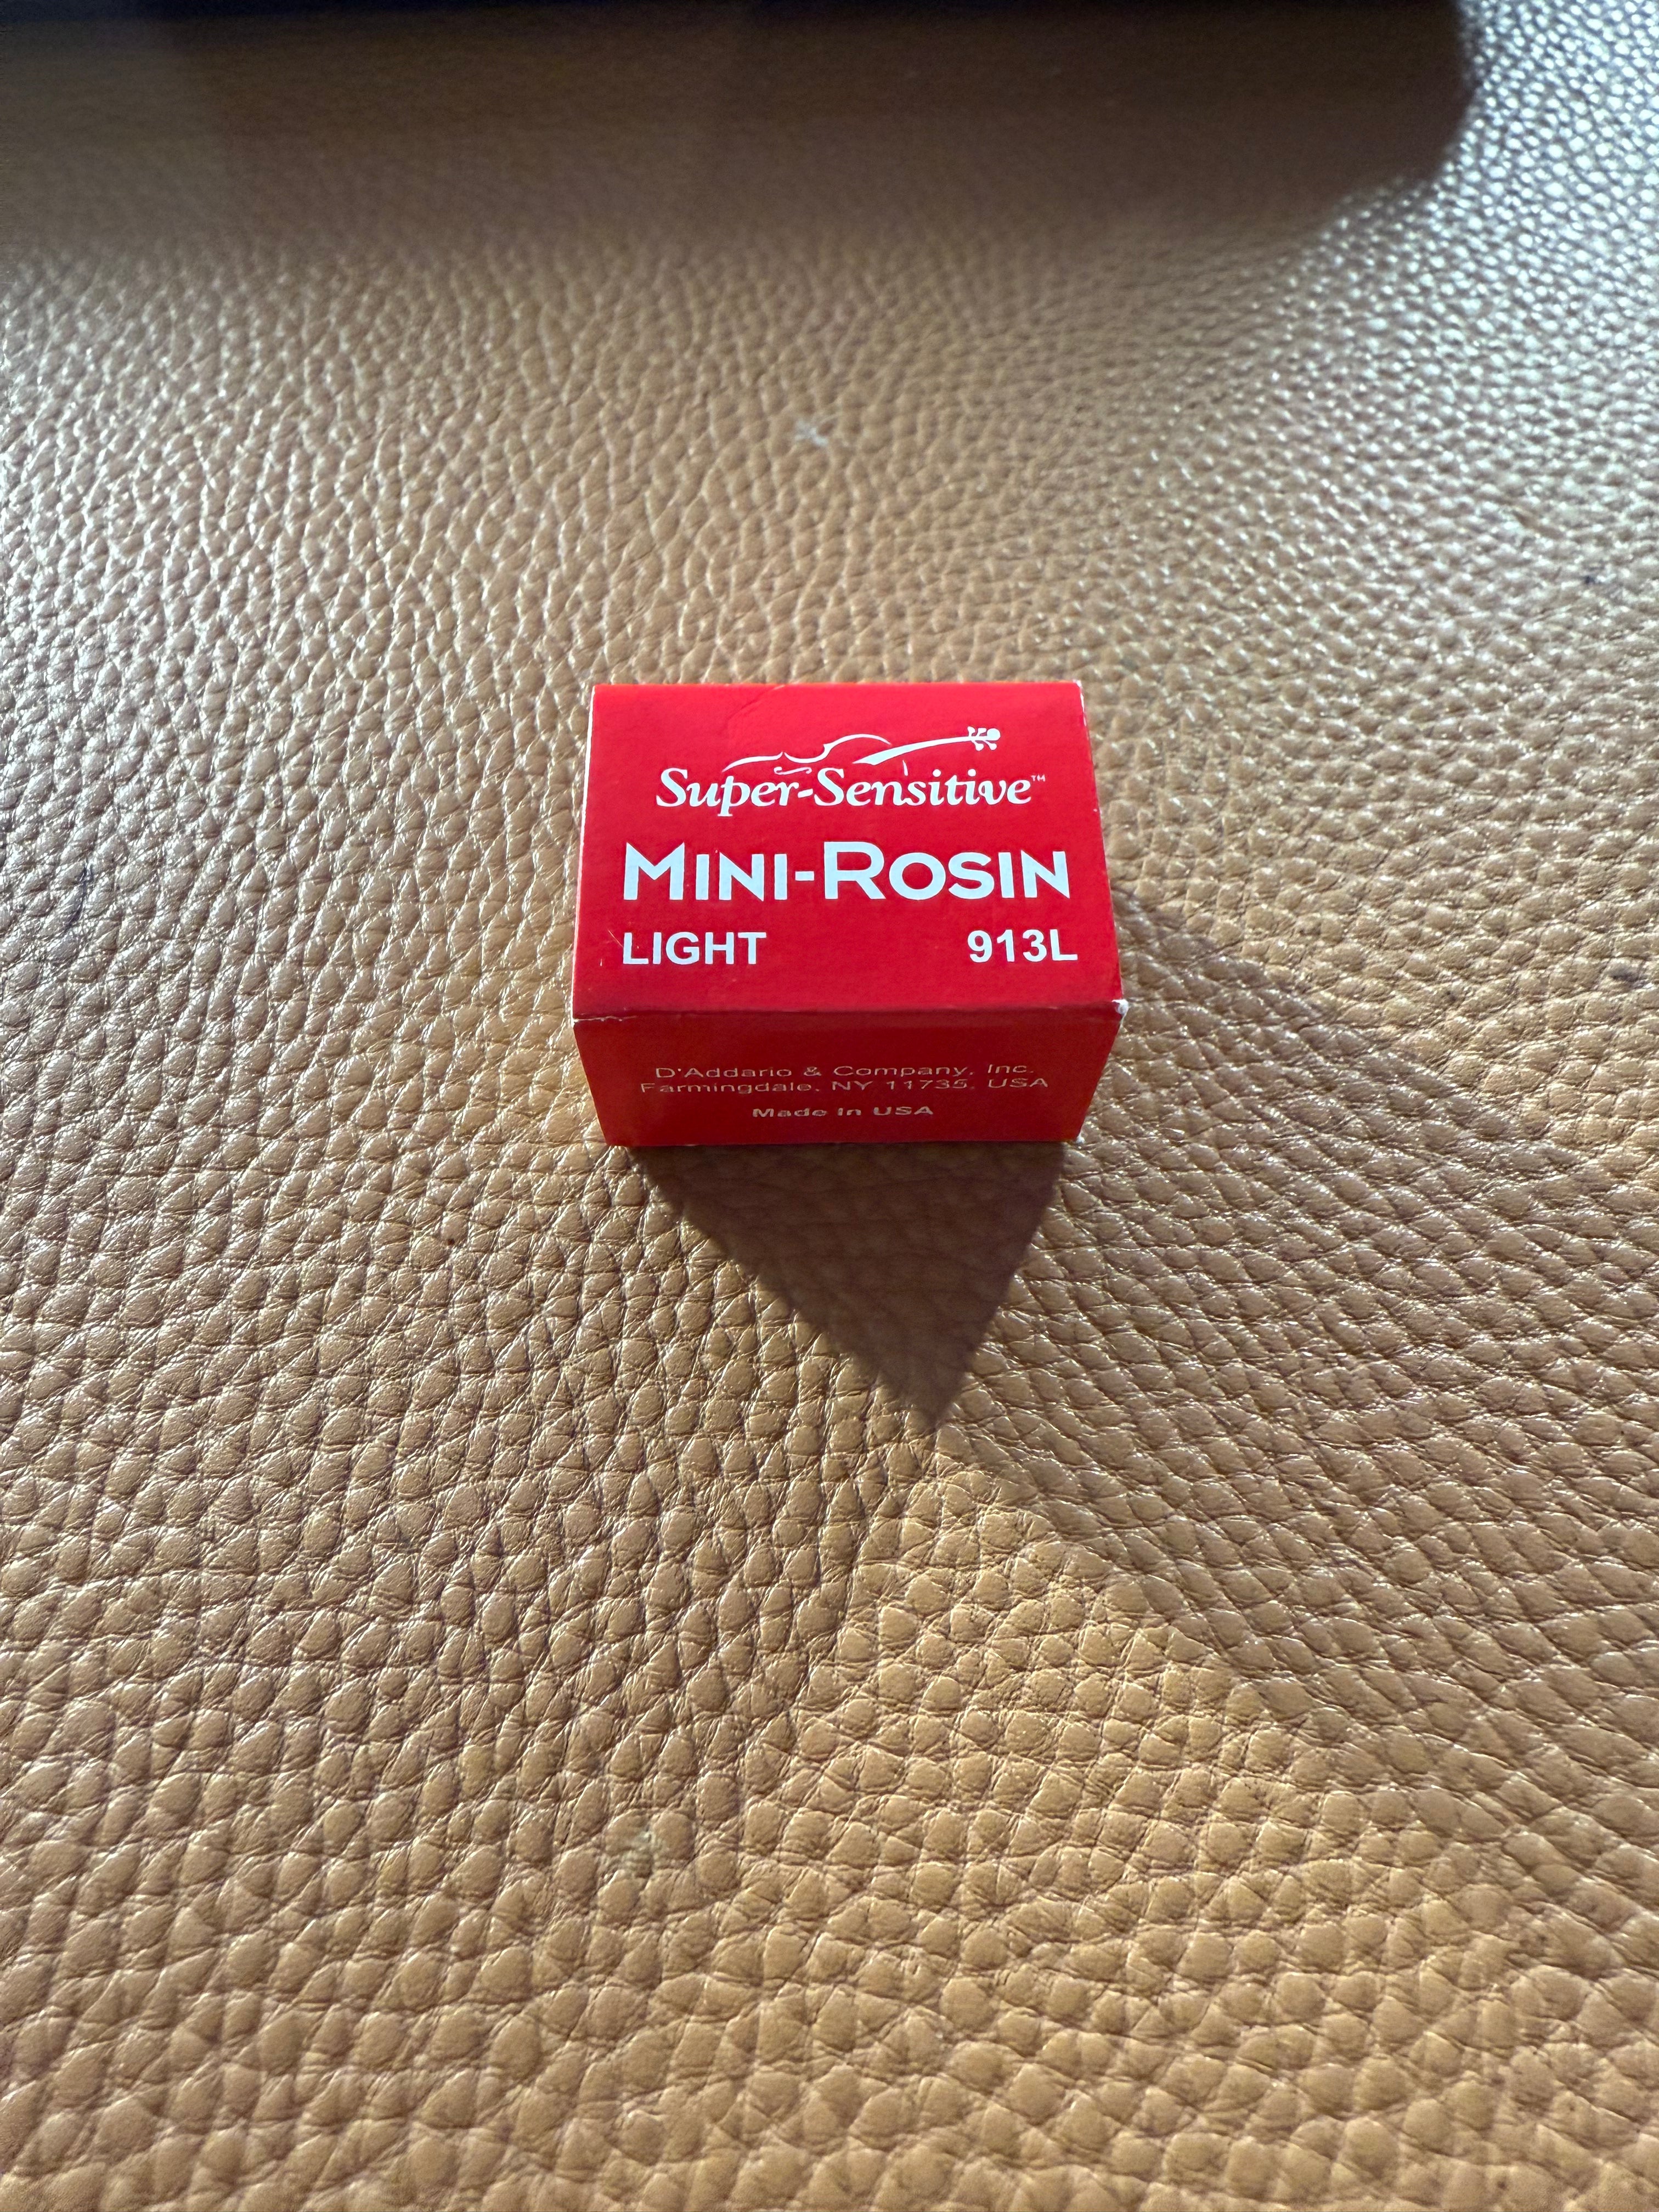 Super-Sensitive™
MINI-ROSIN
LIGHT 913L
D'Addario & Company, Inc.
Farmingdale, NY 11735, USA
Made in USA